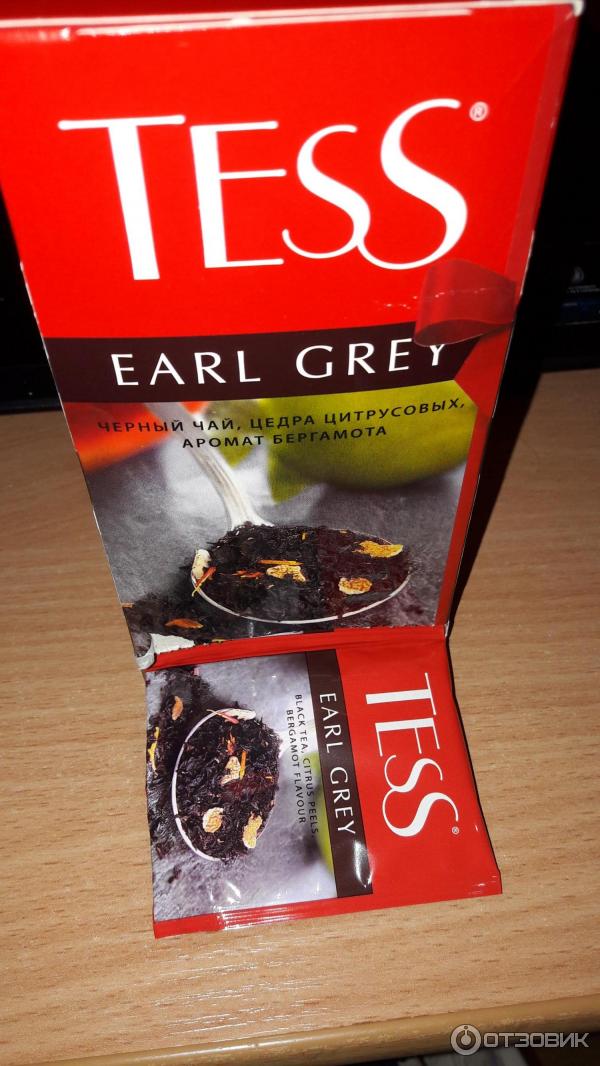 TESS®
EARL GREY
ЧЕРНЫЙ ЧАЙ, ЦЕДРА ЦИТРУСОВЫХ,
АРОМАТ БЕРГАМОТА
TESS®
EARL GREY
BLACK TEA, CITRUS PEELS,
BERGAMOT FLAVOUR
ОТЗОВИК